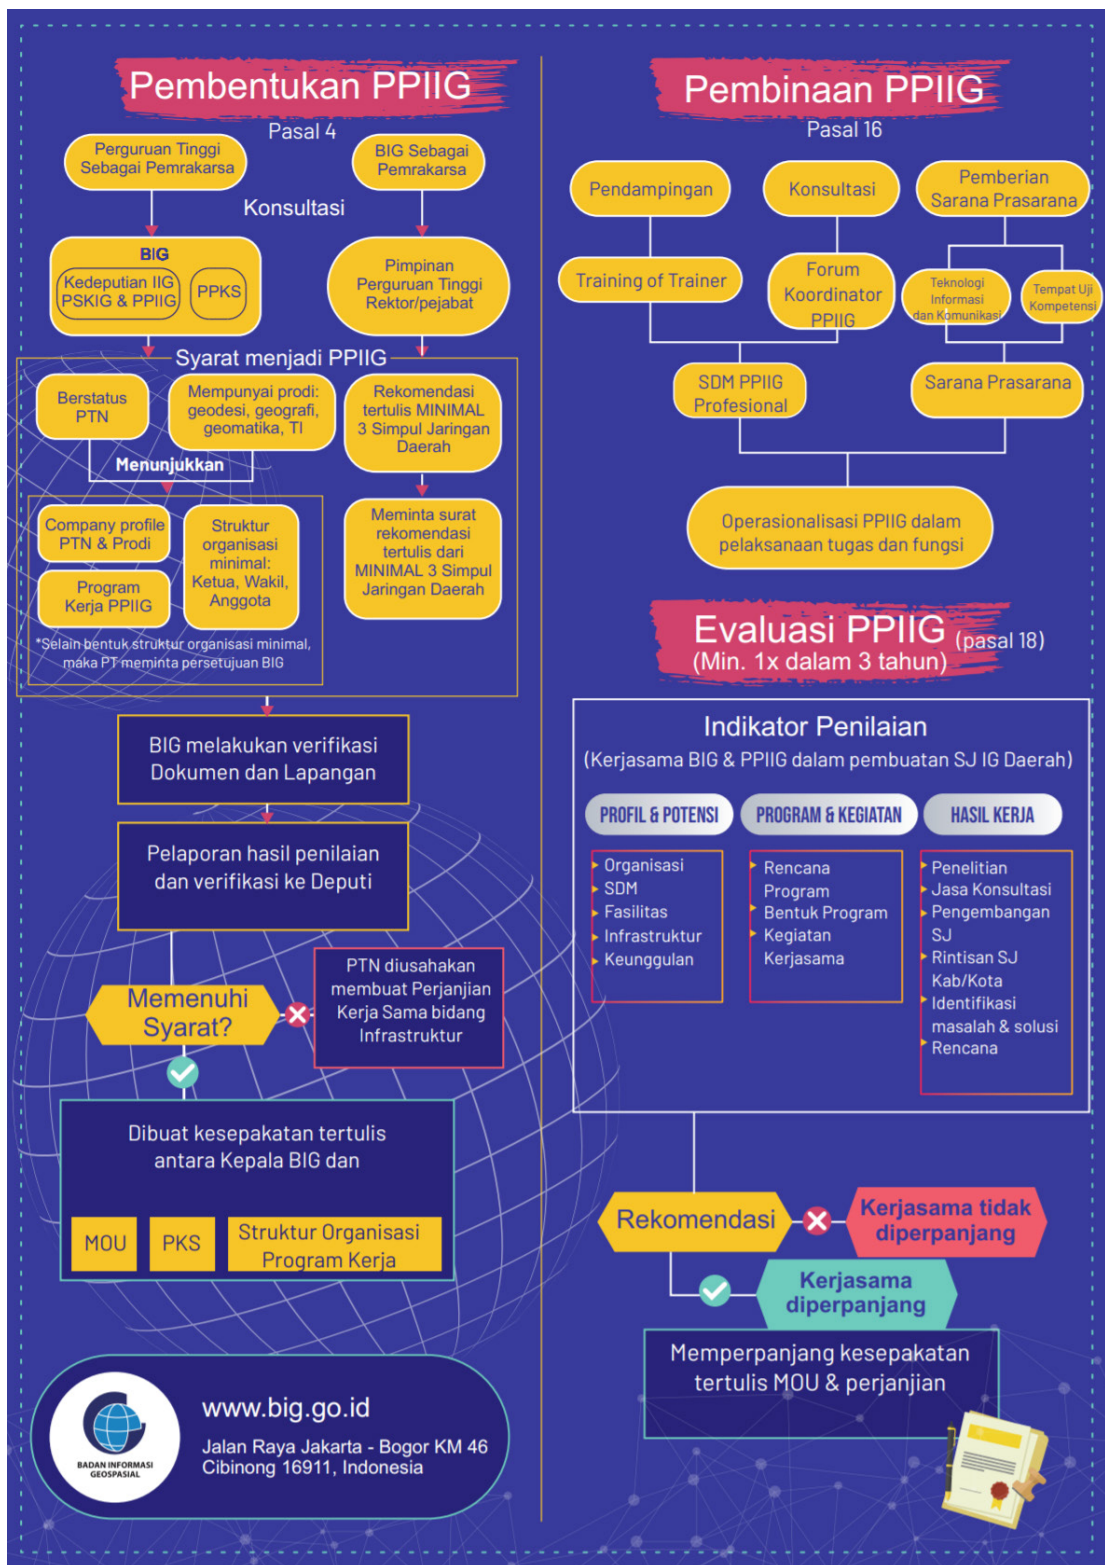 Pembentukan PPIIG
Pasal 4
Perguruan Tinggi
Sebagai Pemrakarsa
BIG Sebagai
Pemrakarsa
Konsultasi
BIG
Kedeputian IIG
PSKIG & PPIIG
PPKS
Pimpinan
Perguruan Tinggi
Rektor/pejabat
Syarat menjadi PPIIG
Berstatus
PTN
Mempunyai prodi:
geodesi, geografi,
geomatika, TI
Rekomendasi
tertulis MINIMAL
3 Simpul Jaringan
Daerah
Menunjukkan
Company profile
PTN & Prodi
Program
Kerja PPIIG
Struktur
organisasi
minimal:
Ketua, Wakil,
Anggota
Meminta surat
rekomendasi
tertulis dari
MINIMAL 3 Simpul
Jaringan Daerah
*Selain bentuk struktur organisasi minimal,
maka PT meminta persetujuan BIG
BIG melakukan verifikasi
Dokumen dan Lapangan
Pelaporan hasil penilaian
dan verifikasi ke Deputi
Memenuhi
Syarat?
PTN diusahakan
membuat Perjanjian
Kerja Sama bidang
Infrastruktur
Dibuat kesepakatan tertulis
antara Kepala BIG dan
MOU
PKS
Struktur Organisasi
Program Kerja
BADAN INFORMASI
GEOSPASIAL
www.big.go.id
Jalan Raya Jakarta - Bogor KM 46
Cibinong 16911, Indonesia
Pembinaan PPIIG
Pasal 16
Pendampingan
Konsultasi
Pemberian
Sarana Prasarana
Training of Trainer
Forum
Koordinator
PPIIG
Teknologi
Informasi
dan Komunikasi
Tempat Uji
Kompetensi
SDM PPIIG
Profesional
Sarana Prasarana
Operasionalisasi PPIIG dalam
pelaksanaan tugas dan fungsi
Evaluasi PPIIG (pasal 18)
(Min. 1x dalam 3 tahun)
Indikator Penilaian
(Kerjasama BIG & PPIIG dalam pembuatan SJ IG Daerah)
PROFIL & POTENSI
Organisasi
SDM
Fasilitas
Infrastruktur
Keunggulan
PROGRAM & KEGIATAN
Rencana
Program
Bentuk Program
Kegiatan
Kerjasama
HASIL KERJA
Penelitian
Jasa Konsultasi
Pengembangan
SJ
Rintisan SJ
Kab/Kota
Identifikasi
masalah & solusi
Rencana
Rekomendasi
Kerjasama tidak
diperpanjang
Kerjasama
diperpanjang
Memperpanjang kesepakatan
tertulis MOU & perjanjian